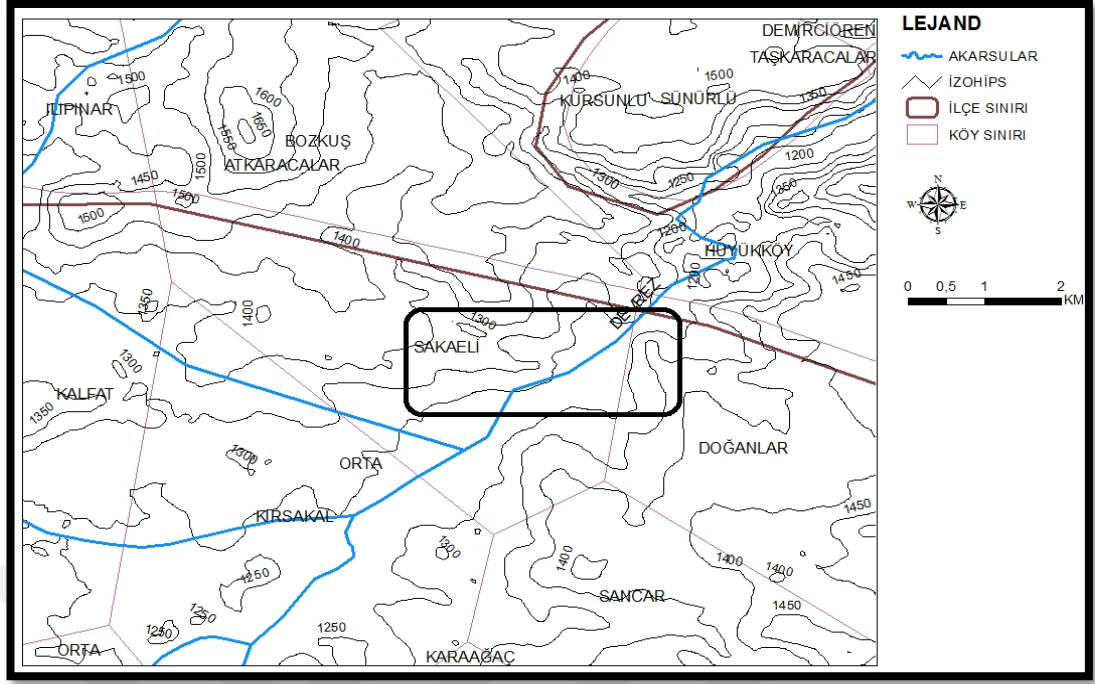 DEMİRCİÖREN
TAŞKARACALAR
1500
1400
1500
1600
KURŞUNLU
SÜNÜRLÜ
1350
ILIPINAR
1550
1650
BOZKUŞ
ATKARACALAR
1500
1200
1450
1300
1250
1350
1500
1500
1400
1200
HÜYÜKKÖY
1200
1450
DEVREZ
1350
1400
1300
SAKAELİ
1300
KALFAT
1350
DOĞANLAR
1300
ORTA
1450
KIRSAKAL
1300
1400
1400
1400
1250
SANCAR
1450
1250
1250
1250
ORTA
KARAAĞAÇ
LEJAND
AKARSULAR
İZOHİPS
İLÇE SINIRI
KÖY SINIRI
N
W E
S
0 0,5 1 2
KM